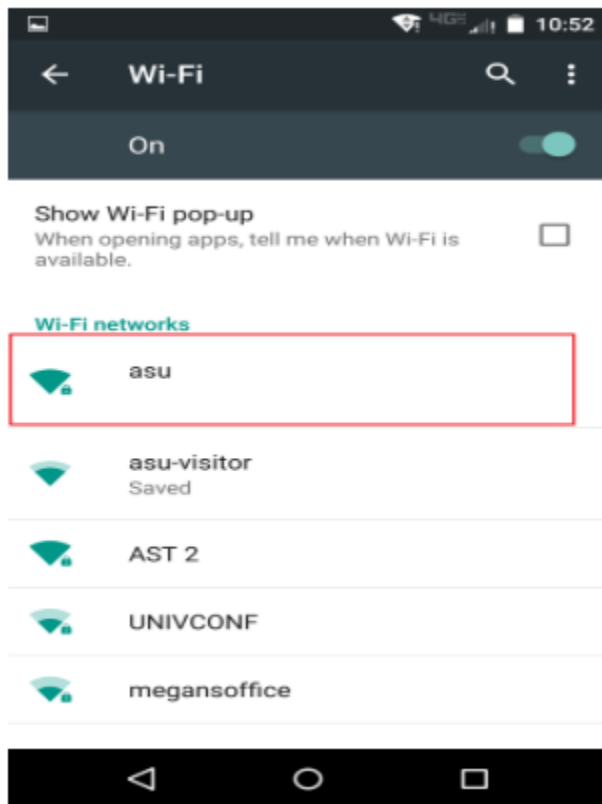 4GE 10:52
Wi-Fi
On
Show Wi-Fi pop-up
When opening apps, tell me when Wi-Fi is
available.
Wi-Fi networks
asu
asu-visitor
Saved
AST 2
UNIVCONF
megansoffice